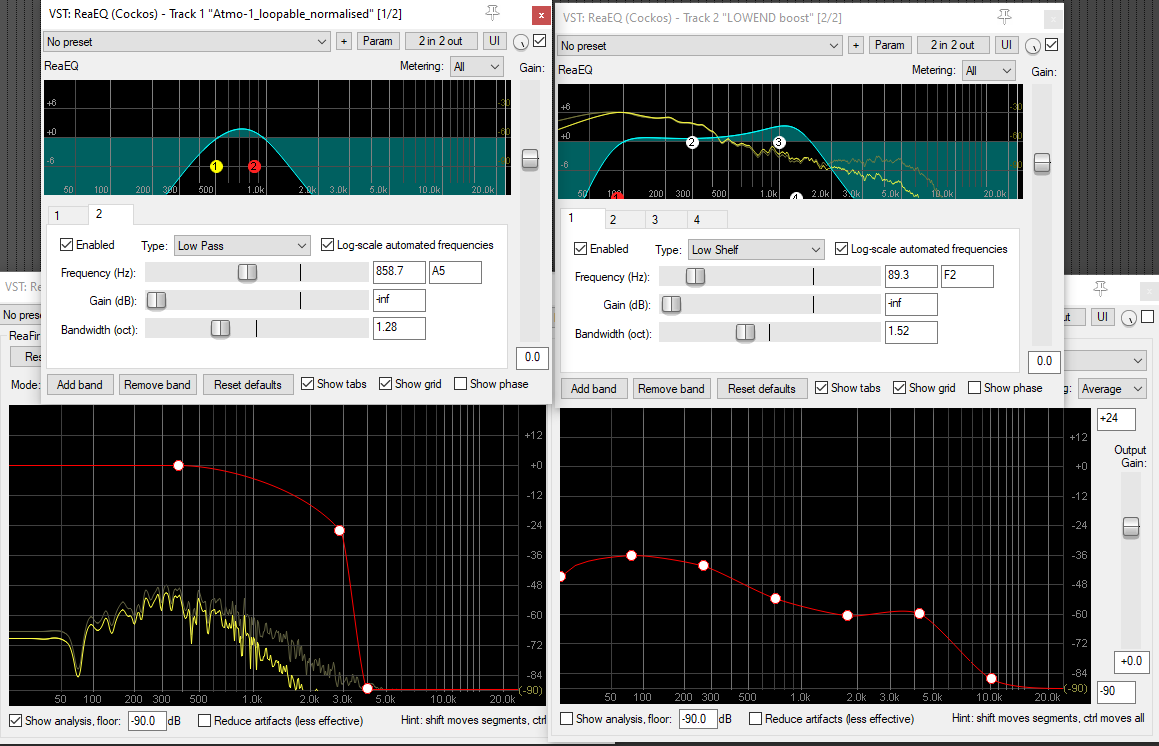 VST: ReaEQ (Cockos) - Track 1 "Atmo-1_loopable_normalised" [1/2]
x
No preset
+
Param
2 in 2 out
UI
ReaEQ
Metering:
All
Gain:
+6
+0
-6
-30
-60
1
2
50 100 200 300 500 1.0k 2.0k 3.0k 5.0k 10.0k 20.0k
1
2
Enabled
Type:
Low Pass
Log-scale automated frequencies
Frequency (Hz):
858.7
A5
Gain (dB):
-inf
Bandwidth (oct):
1.28
0.0
Add band
Remove band
Reset defaults
Show tabs
Show grid
Show phase
VST: ReaEQ (Cockos) - Track 2 "LOWEND boost" [2/2]
x
No preset
+
Param
2 in 2 out
UI
ReaEQ
Metering:
All
Gain:
+6
+0
-6
-30
-60
2
3
4
50 100 200 300 500 1.0k 2.0k 3.0k 5.0k 10.0k 20.0k
1
2
3
4
Enabled
Type:
Low Shelf
Log-scale automated frequencies
Frequency (Hz):
89.3
F2
Gain (dB):
-inf
Bandwidth (oct):
1.52
0.0
Add band
Remove band
Reset defaults
Show tabs
Show grid
Show phase
VST: Re
No prese
ReaFir
Res
Mode:
+12
+0
-12
-24
-36
-48
-60
-72
-84
(-90)
50 100 200 300 500 1.0k 2.0k 3.0k 5.0k 10.0k 20.0k
Show analysis, floor:
-90.0
dB
Reduce artifacts (less effective)
Hint: shift moves segments, ctrl
x
ut
UI
g:
Average
+24
Output
Gain:
+12
+0
-12
-24
-36
-48
-60
-72
-84
(-90)
+0.0
-90
50 100 200 300 500 1.0k 2.0k 3.0k 5.0k 10.0k 20.0k
Show analysis, floor:
-90.0
dB
Reduce artifacts (less effective)
Hint: shift moves segments, ctrl moves all